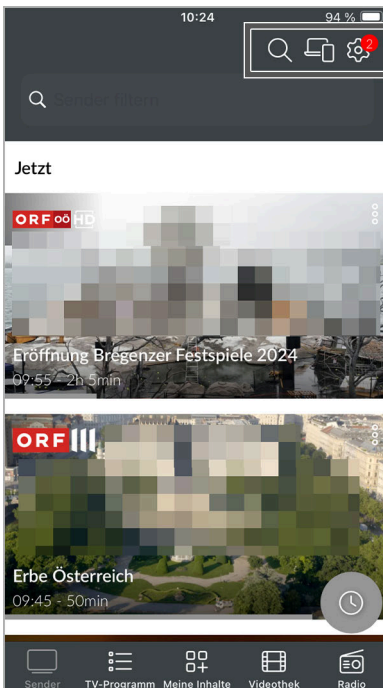 10:24
94 %
2
Sender filtern
Jetzt
ORF oö HD
Eröffnung Bregenzer Festspiele 2024
09:55 - 2h 5min
ORF III
Erbe Österreich
09:45 - 50min
Sender TV-Programm Meine Inhalte Videothek Radio